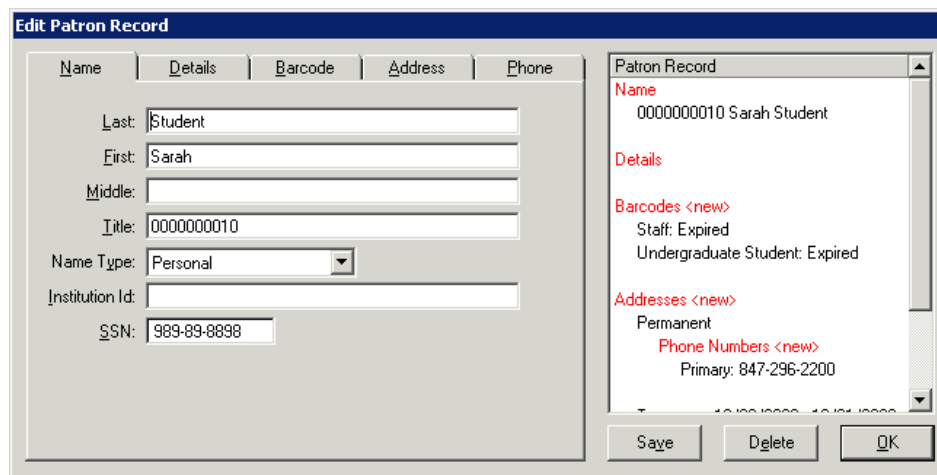 Edit Patron Record
Name Details Barcode Address Phone
Last: Student
First: Sarah
Middle:
Title: 0000000010
Name Type: Personal
Institution Id:
SSN: 989-89-8898
Patron Record
Name
0000000010 Sarah Student
Details
Barcodes <new>
Staff: Expired
Undergraduate Student: Expired
Addresses <new>
Permanent
Phone Numbers <new>
Primary: 847-296-2200
Save Delete OK